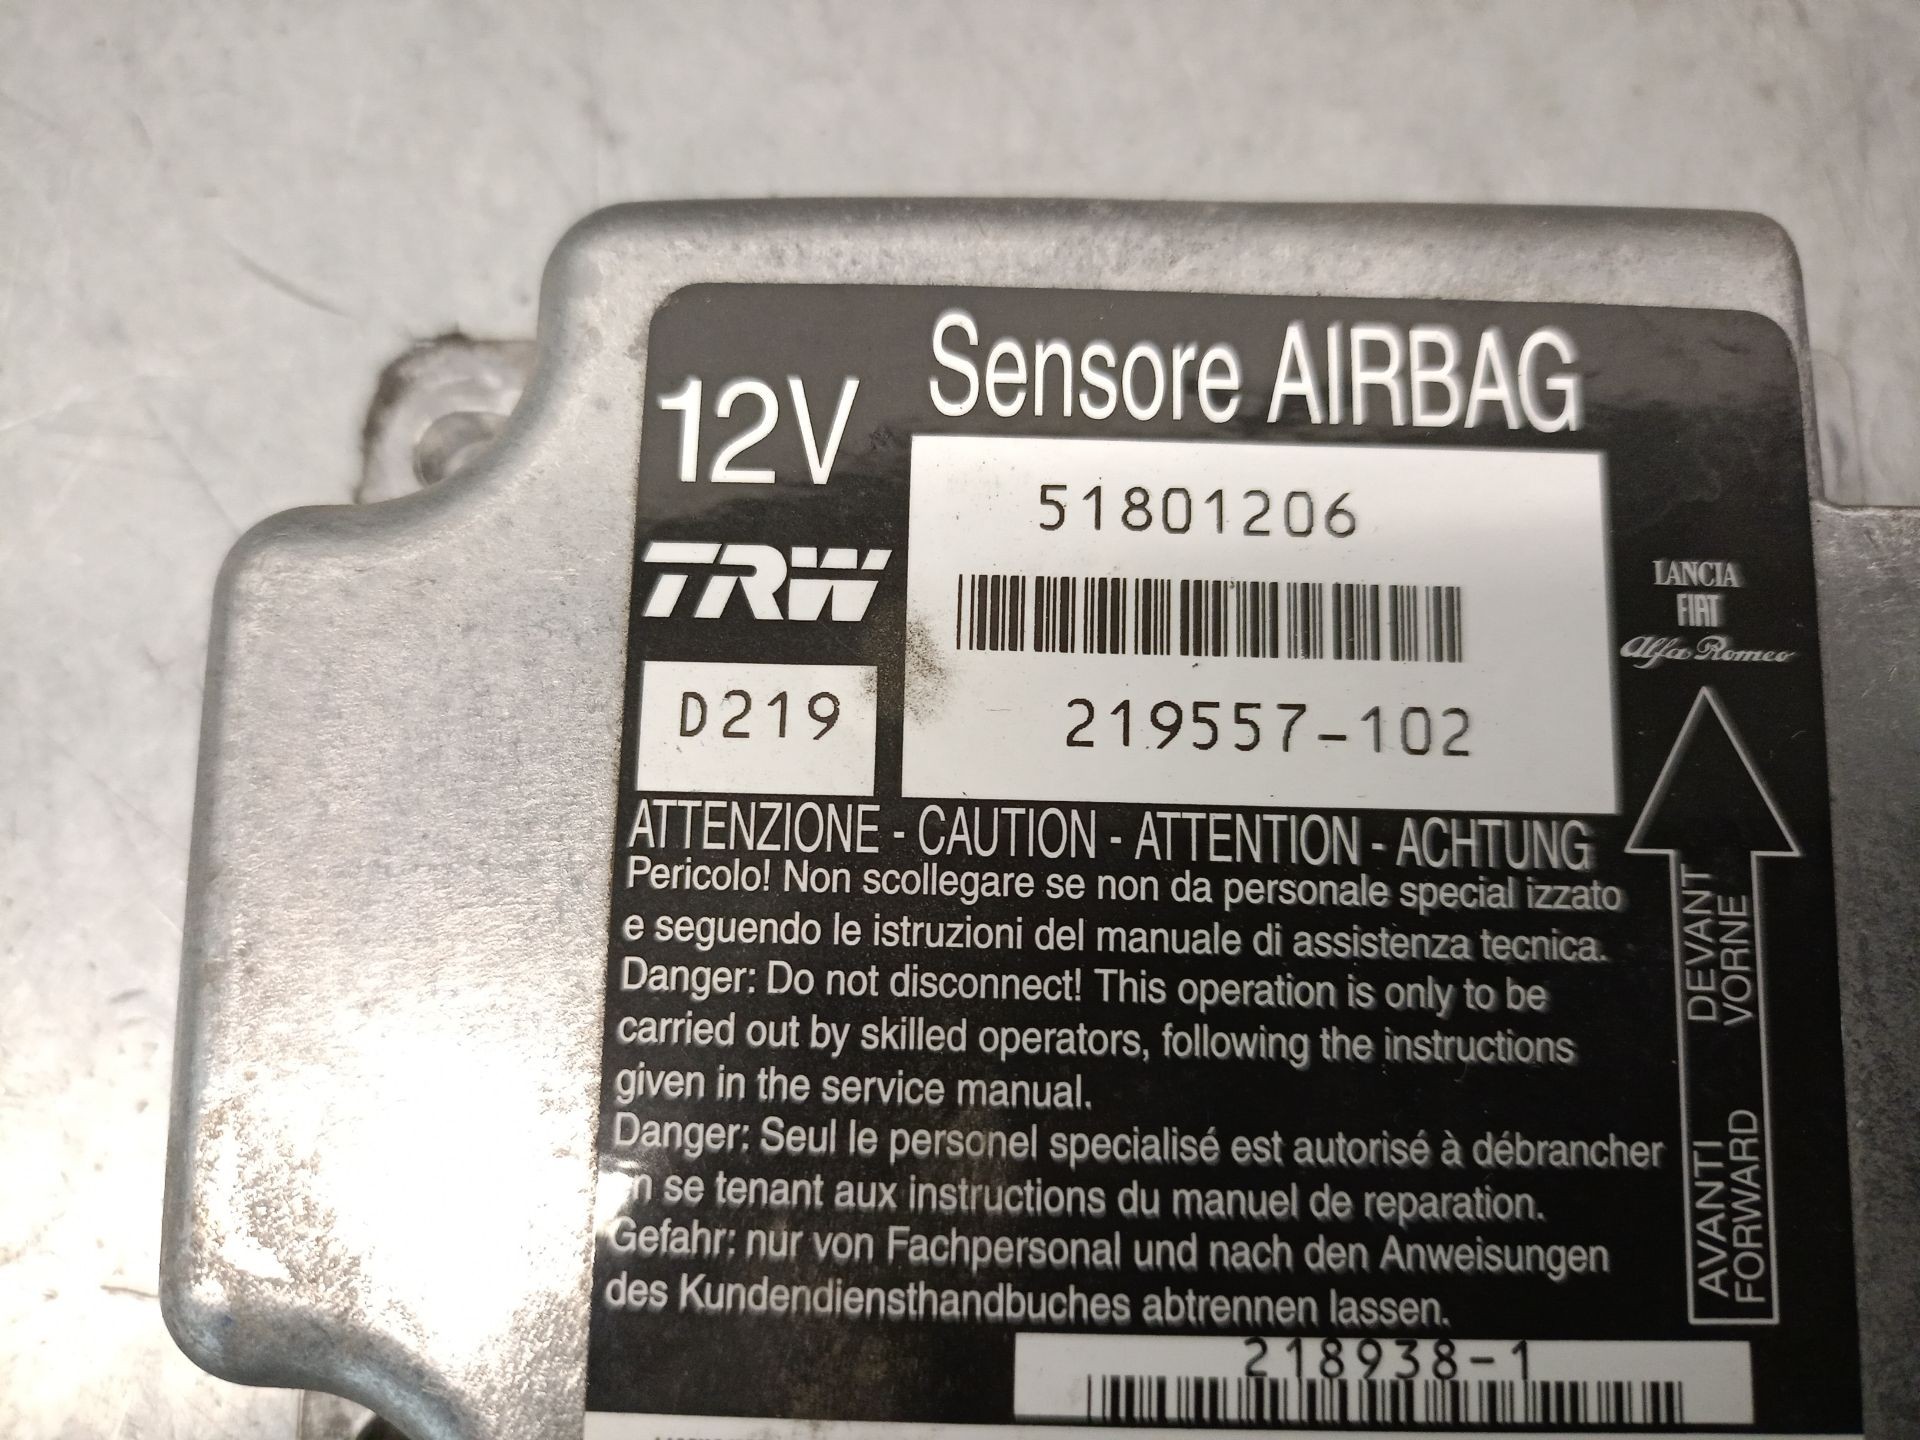 12V
Sensore AIRBAG
51801206
TRW
D219
219557-102
LANCIA
FIAT
Alfa Romeo
ATTENZIONE - CAUTION - ATTENTION - ACHTUNG
Pericolo! Non scollegare se non da personale special izzato
e seguendo le istruzioni del manuale di assistenza tecnica.
Danger: Do not disconnect! This operation is only to be
carried out by skilled operators, following the instructions
given in the service manual.
Danger: Seul le personel specialisé est autorisé à débrancher
en se tenant aux instructions du manuel de reparation.
Gefahr: nur von Fachpersonal und nach den Anweisungen
des Kundendiensthandbuches abtrennen lassen.
AVANTI DEVANT
FORWARD VORNE
218938-1